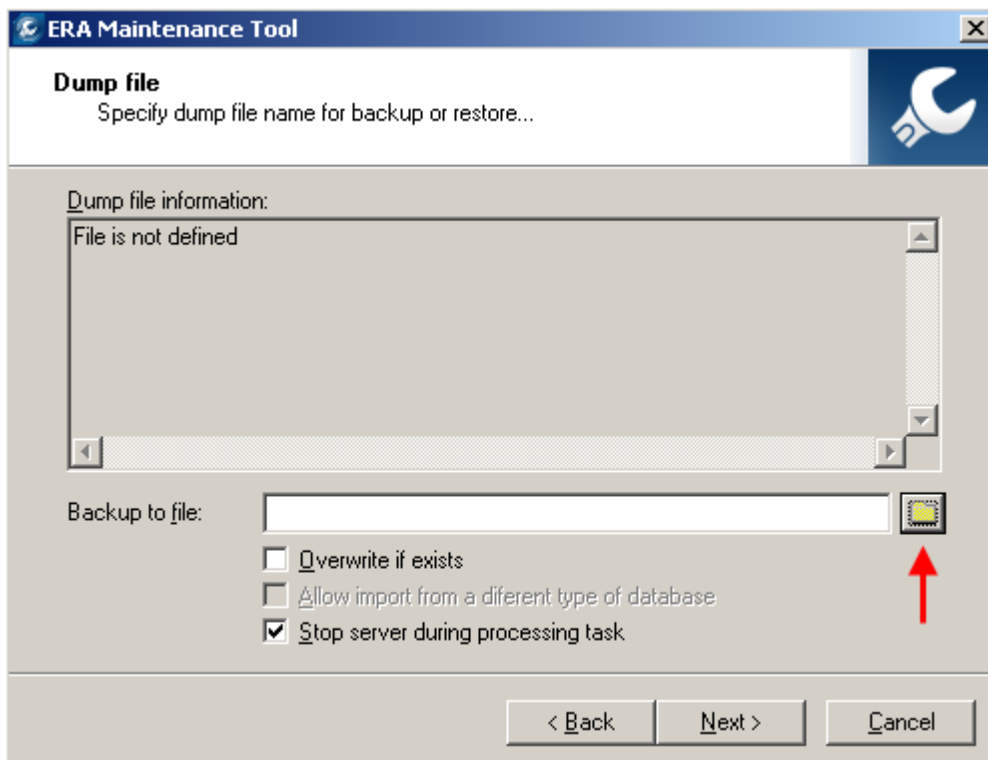 ERA Maintenance Tool
Dump file
Specify dump file name for backup or restore...
Dump file information:
File is not defined
Backup to file:
Overwrite if exists
Allow import from a diferent type of database
Stop server during processing task
< Back
Next >
Cancel